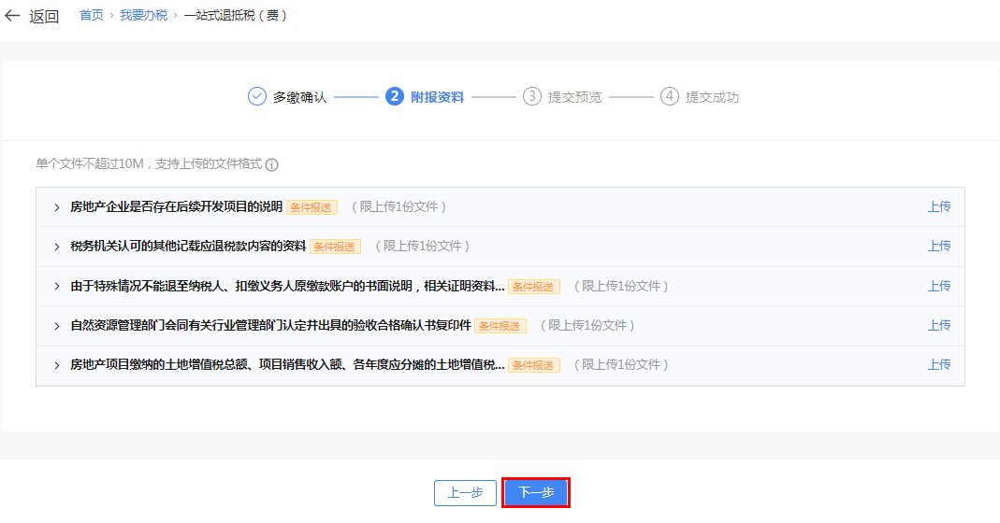 返回 首页 › 我要办税 › 一站式退抵税（费）
多缴确认 2 附报资料 3 提交预览 4 提交成功
单个文件不超过10M，支持上传的文件格式
房地产企业是否存在后续开发项目的说明 条件报送 （限上传1份文件） 上传
税务机关认可的其他记载应退税款内容的资料 条件报送 （限上传1份文件） 上传
由于特殊情况不能退至纳税人、扣缴义务人原缴款账户的书面说明，相关证明资料... 条件报送 （限上传1份文件） 上传
自然资源管理部门会同有关行业管理部门认定并出具的验收合格确认书复印件 条件报送 （限上传1份文件） 上传
房地产项目缴纳的土地增值税总额、项目销售收入额、各年度应分摊的土地增值税... 条件报送 （限上传1份文件） 上传
上一步 下一步